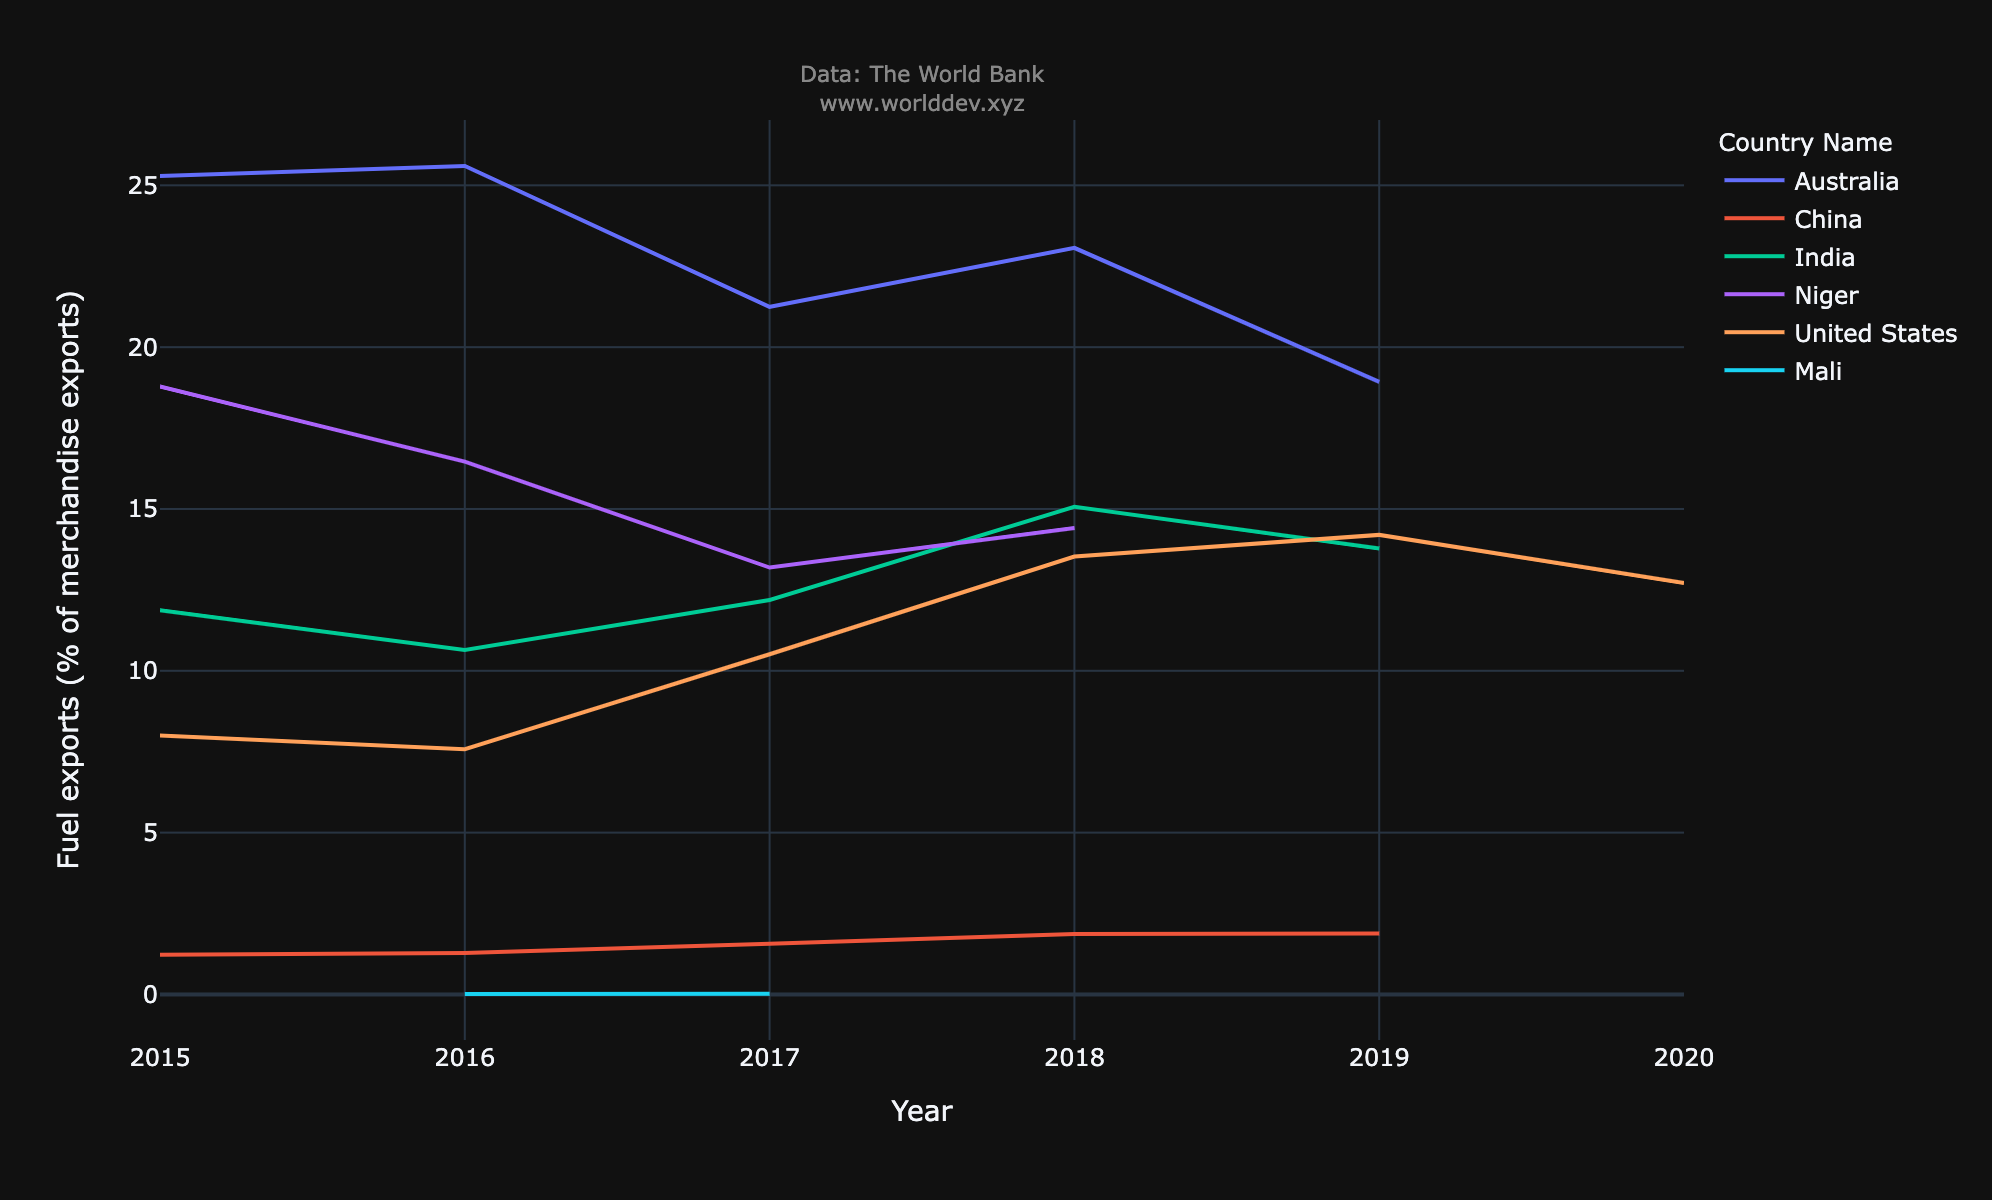 Data: The World Bank
www.worlddev.xyz
Country Name
Australia
China
India
Niger
United States
Mali
Fuel exports (% of merchandise exports)
25
20
15
10
5
0
2015
2016
2017
2018
2019
2020
Year